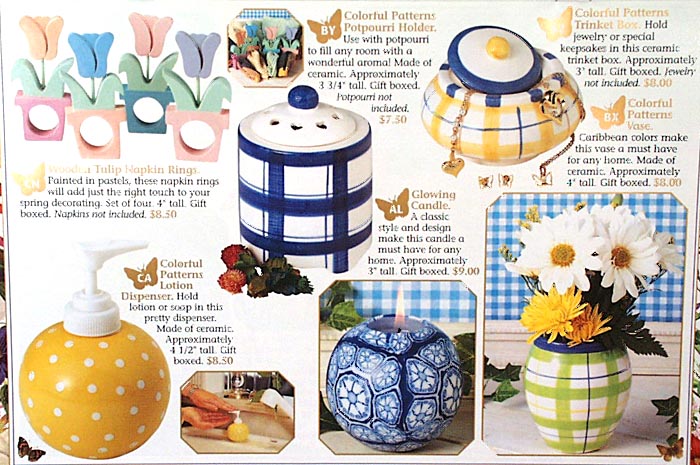 BY Colorful Patterns
Potpourri Holder.
Use with potpourri
to fill any room with a
wonderful aroma! Made of
ceramic. Approximately
3 3/4" tall. Gift boxed.
Potpourri not
included.
$7.50
Colorful Patterns
Trinket Box. Hold
jewelry or special
keepsakes in this ceramic
trinket box. Approximately
3" tall. Gift boxed. Jewelry
not included. $8.00
BX Colorful
Patterns
Vase.
Caribbean colors make
this vase a must have
for any home. Made of
ceramic. Approximately
4" tall. Gift boxed. $8.00
Wooden Tulip Napkin Rings.
Painted in pastels, these napkin rings
will add just the right touch to your
spring decorating. Set of four. 4" tall. Gift
boxed. Napkins not included. $8.50
AL Glowing
Candle.
A classic
style and design
make this candle a
must have for any
home. Approximately
3" tall. Gift boxed. $9.00
CA Colorful
Patterns
Lotion
Dispenser. Hold
lotion or soap in this
pretty dispenser.
Made of ceramic.
Approximately
4 1/2" tall. Gift
boxed. $8.50